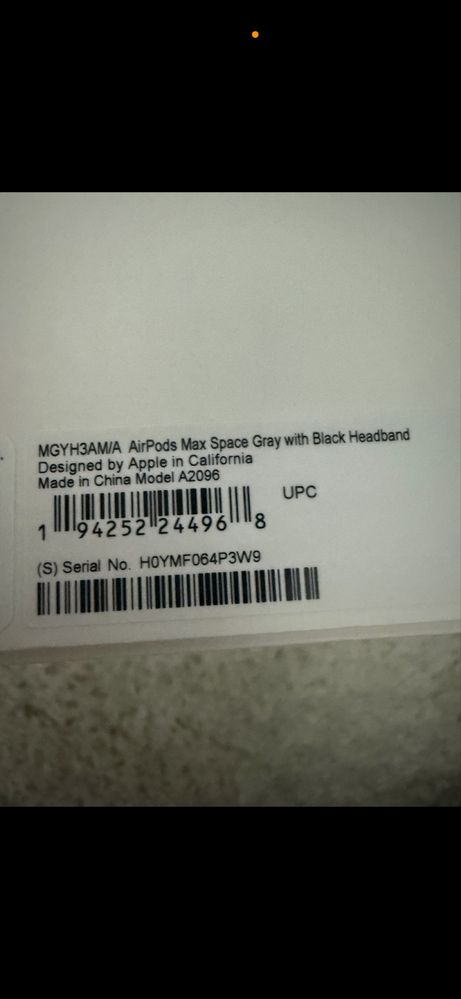 MGYH3AM/A AirPods Max Space Gray with Black Headband
Designed by Apple in California
Made in China Model A2096
UPC
1 94252 24496 8
(S) Serial No. H0YMF064P3W9